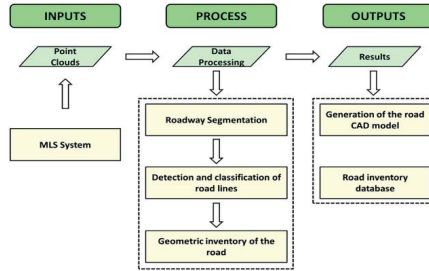 INPUTS
PROCESS
OUTPUTS
Point
Clouds
Data
Processing
Results
MLS System
Roadway Segmentation
Detection and classification of
road lines
Geometric inventory of the
road
Generation of the road
CAD model
Road inventory
database